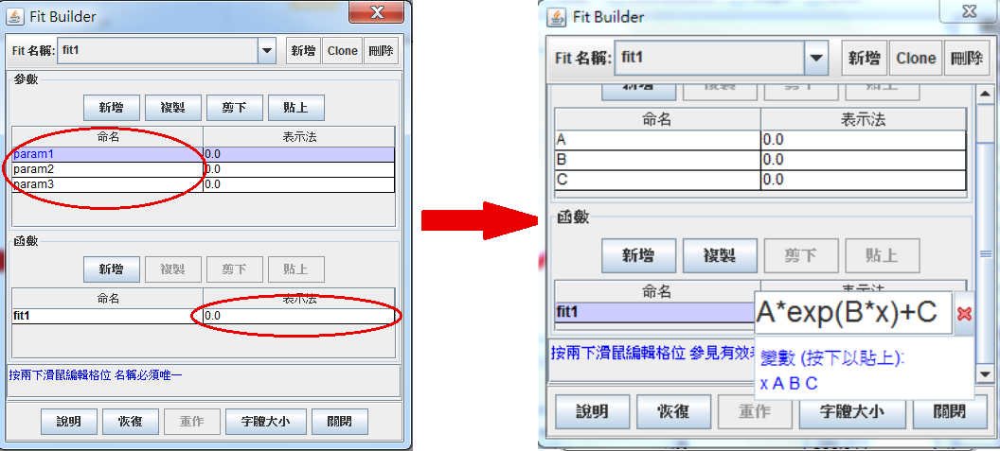 Fit Builder
Fit 名稱: fit1 新增 Clone 刪除
參數
新增 複製 剪下 貼上
命名 表示法
param1 0.0
param2 0.0
param3 0.0
函數
新增 複製 剪下 貼上
命名 表示法
fit1 0.0
按兩下滑鼠編輯格位 名稱必須唯一
說明 恢復 重作 字體大小 關閉
Fit Builder
Fit 名稱: fit1 新增 Clone 刪除
新增 複製 剪下 貼上
命名 表示法
A 0.0
B 0.0
C 0.0
函數
新增 複製 剪下 貼上
命名 表示法
fit1 A*exp(B*x)+C
按兩下滑鼠編輯格位 參見有效
變數 (按下以貼上):
x A B C
說明 恢復 重作 字體大小 關閉